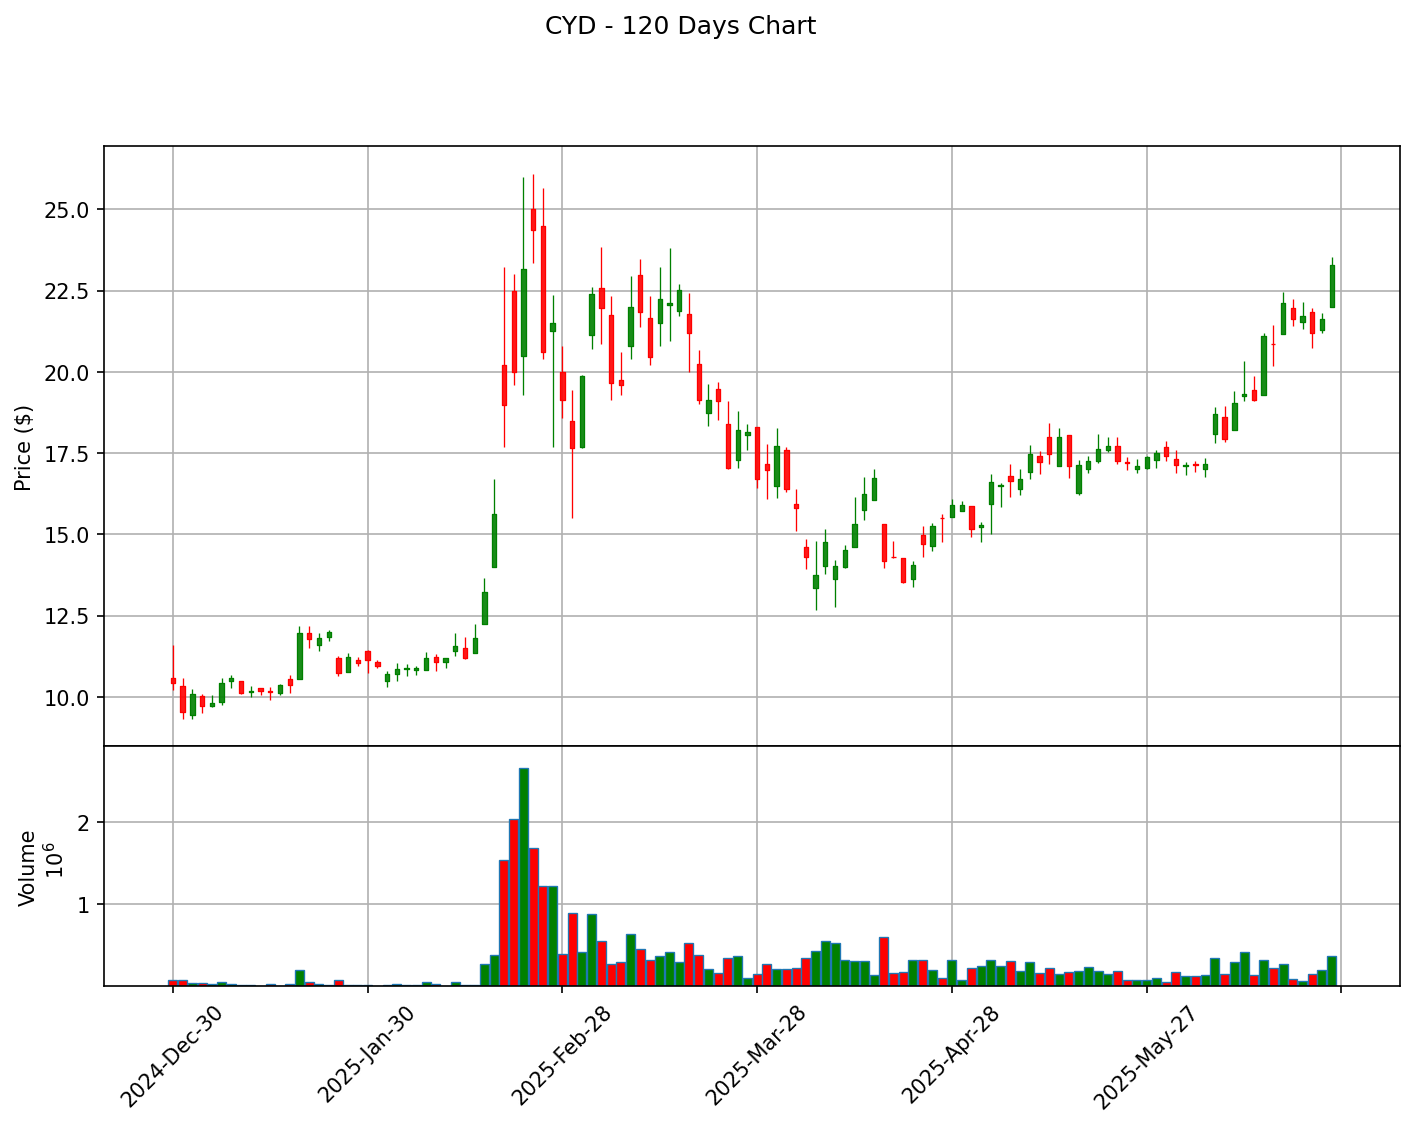 CYD - 120 Days Chart
Price ($)
25.0
22.5
20.0
17.5
15.0
12.5
10.0
Volume
10^6
2
1
2024-Dec-30
2025-Jan-30
2025-Feb-28
2025-Mar-28
2025-Apr-28
2025-May-27